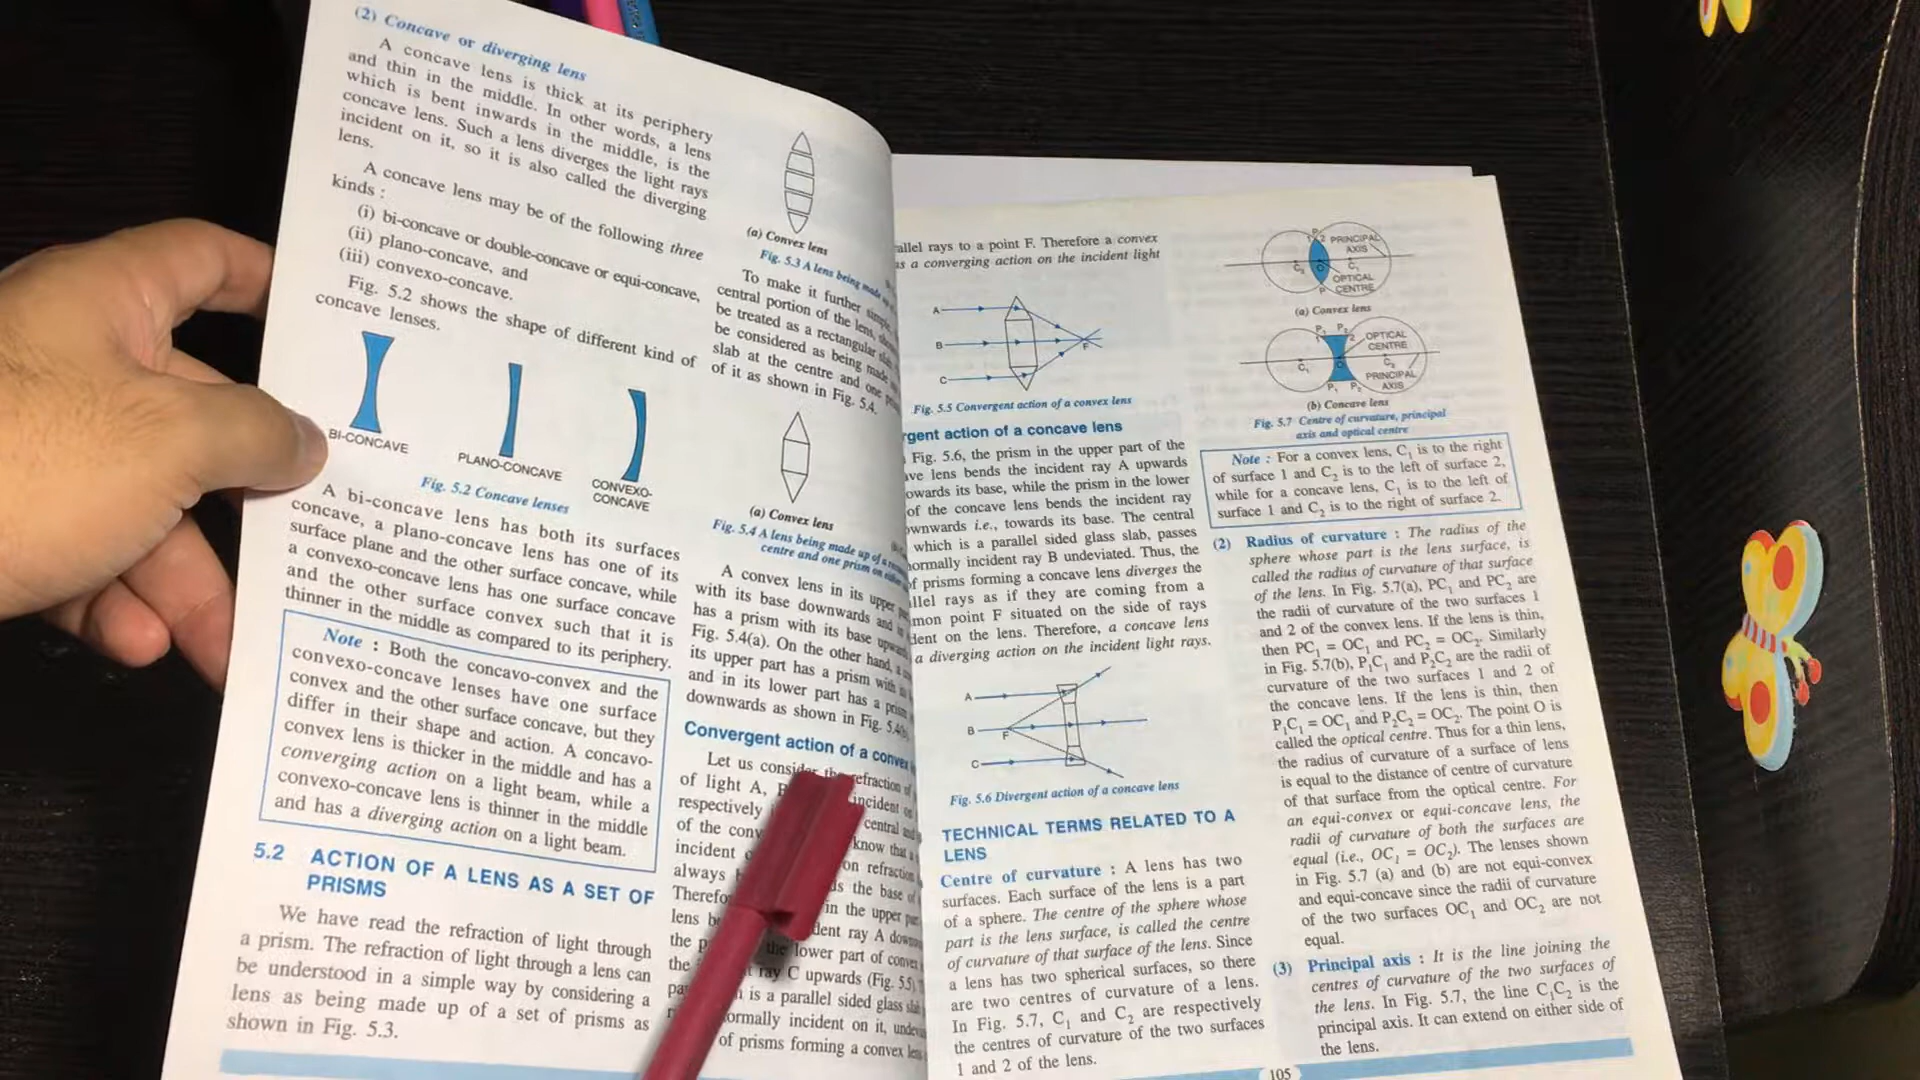 (2) Concave or diverging lens
A concave lens is thick at its periphery
and thin in the middle. In other words, a lens
which is bent inwards in the middle, is the
concave lens. Such a lens diverges the light rays
incident on it, so it is also called the diverging
lens.
A concave lens may be of the following three
kinds :
(i) bi-concave or double-concave or equi-concave,
(ii) plano-concave, and
(iii) convexo-concave.
Fig. 5.2 shows the shape of different kind of
concave lenses.
BI-CONCAVE
PLANO-CONCAVE
CONVEXO-
CONCAVE
Fig. 5.2 Concave lenses
A bi-concave lens has both its surfaces
concave, a plano-concave lens has one of its
surface plane and the other surface concave, while
a convexo-concave lens has one surface concave
and the other surface convex such that it is
thinner in the middle as compared to its periphery.
Note : Both the concavo-convex and the
convexo-concave lenses have one surface
convex and the other surface concave, but they
differ in their shape and action. A concavo-
convex lens is thicker in the middle and has a
converging action on a light beam, while a
convexo-concave lens is thinner in the middle
and has a diverging action on a light beam.
5.2 ACTION OF A LENS AS A SET OF
PRISMS
We have read the refraction of light through
a prism. The refraction of light through a lens can
be understood in a simple way by considering a
lens as being made up of a set of prisms as
shown in Fig. 5.3.
(a) Convex lens
Fig. 5.3 A lens being made
To make it further
central portion of the lens,
be treated as a rectangular
be considered as being made
slab at the centre and one
of it as shown in Fig. 5.4.
(a) Convex lens
Fig. 5.4 A lens being made up of a
centre and one prism on
A convex lens in its upper
with its base downwards and
has a prism with its base
Fig. 5.4(a). On the other hand,
its upper part has a prism with
and in its lower part has a
downwards as shown in Fig.
Convergent action of a convex
Let us consider the refraction
of light A, incident
respectively central and
of the know that a
incident on refraction
always the base of
in the upper
lens ray A
the lower part of
the ray C upwards (Fig. 5.5)
is a parallel sided glass
normally incident on it,
of prisms forming a convex
rays to a point F. Therefore a convex
a converging action on the incident light
A
B
C
F
Fig. 5.5 Convergent action of a convex lens
action of a concave lens
Fig. 5.6, the prism in the upper part of the
lens bends the incident ray A upwards
towards its base, while the prism in the lower
of the concave lens bends the incident ray
i.e., towards its base. The central
which is a parallel sided glass slab, passes
incident ray B undeviated. Thus, the
of prisms forming a concave lens diverges the
rays as if they are coming from a
point F situated on the side of rays
on the lens. Therefore, a concave lens
a diverging action on the incident light rays.
A
B
F
C
Fig. 5.6 Divergent action of a concave lens
TECHNICAL TERMS RELATED TO A
LENS
Centre of curvature : A lens has two
surfaces. Each surface of the lens is a part
of a sphere. The centre of the sphere whose
part is the lens surface, is called the centre
of curvature of that surface of the lens. Since
a lens has two spherical surfaces, so there
are two centres of curvature of a lens.
In Fig. 5.7, C₁ and C₂ are respectively
the centres of curvature of the two surfaces
1 and 2 of the lens.
P
1 2
PRINCIPAL
AXIS
C₂ O C₁
OPTICAL
P CENTRE
(a) Convex lens
P₁ P₂
1 2
OPTICAL
CENTRE
C₁ O C₂
PRINCIPAL
P₁ P₂ AXIS
(b) Concave lens
Fig. 5.7 Centre of curvature, principal
axis and optical centre
Note : For a convex lens, C₁ is to the right
of surface 1 and C₂ is to the left of surface 2,
while for a concave lens, C₁ is to the left of
surface 1 and C₂ is to the right of surface 2.
(2) Radius of curvature : The radius of the
sphere whose part is the lens surface, is
called the radius of curvature of that surface
of the lens. In Fig. 5.7(a), PC₁ and PC₂ are
the radii of curvature of the two surfaces 1
and 2 of the convex lens. If the lens is thin,
then PC₁ = OC₁ and PC₂ = OC₂. Similarly
in Fig. 5.7(b), P₁C₁ and P₂C₂ are the radii of
curvature of the two surfaces 1 and 2 of
the concave lens. If the lens is thin, then
P₁C₁ = OC₁ and P₂C₂ = OC₂. The point O is
called the optical centre. Thus for a thin lens,
the radius of curvature of a surface of lens
is equal to the distance of centre of curvature
of that surface from the optical centre. For
an equi-convex or equi-concave lens, the
radii of curvature of both the surfaces are
equal (i.e., OC₁ = OC₂). The lenses shown
in Fig. 5.7 (a) and (b) are not equi-convex
and equi-concave since the radii of curvature
of the two surfaces OC₁ and OC₂ are not
equal.
(3) Principal axis : It is the line joining the
centres of curvature of the two surfaces of
the lens. In Fig. 5.7, the line C₁C₂ is the
principal axis. It can extend on either side of
the lens.
105